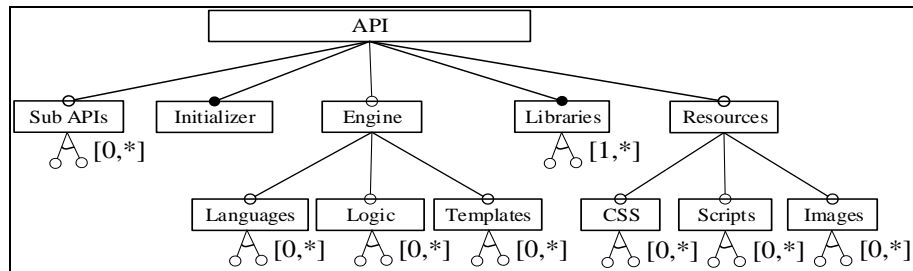 API
Sub APIs
Initializer
Engine
Libraries
Resources
[0,*]
[1,*]
Languages
Logic
Templates
CSS
Scripts
Images
[0,*]
[0,*]
[0,*]
[0,*]
[0,*]
[0,*]